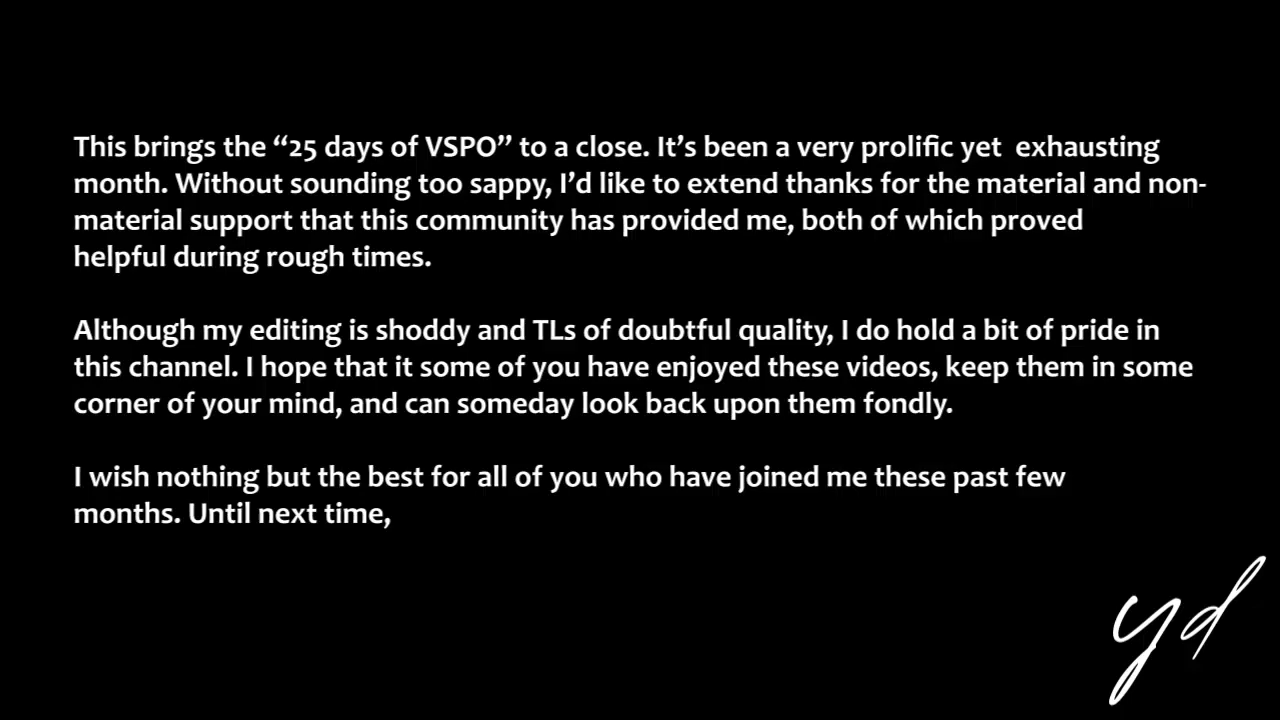 This brings the “25 days of VSPO” to a close. It’s been a very prolific yet  exhausting
month. Without sounding too sappy, I’d like to extend thanks for the material and non-
material support that this community has provided me, both of which proved
helpful during rough times.
Although my editing is shoddy and TLs of doubtful quality, I do hold a bit of pride in
this channel. I hope that it some of you have enjoyed these videos, keep them in some
corner of your mind, and can someday look back upon them fondly.
I wish nothing but the best for all of you who have joined me these past few
months. Until next time,
yd